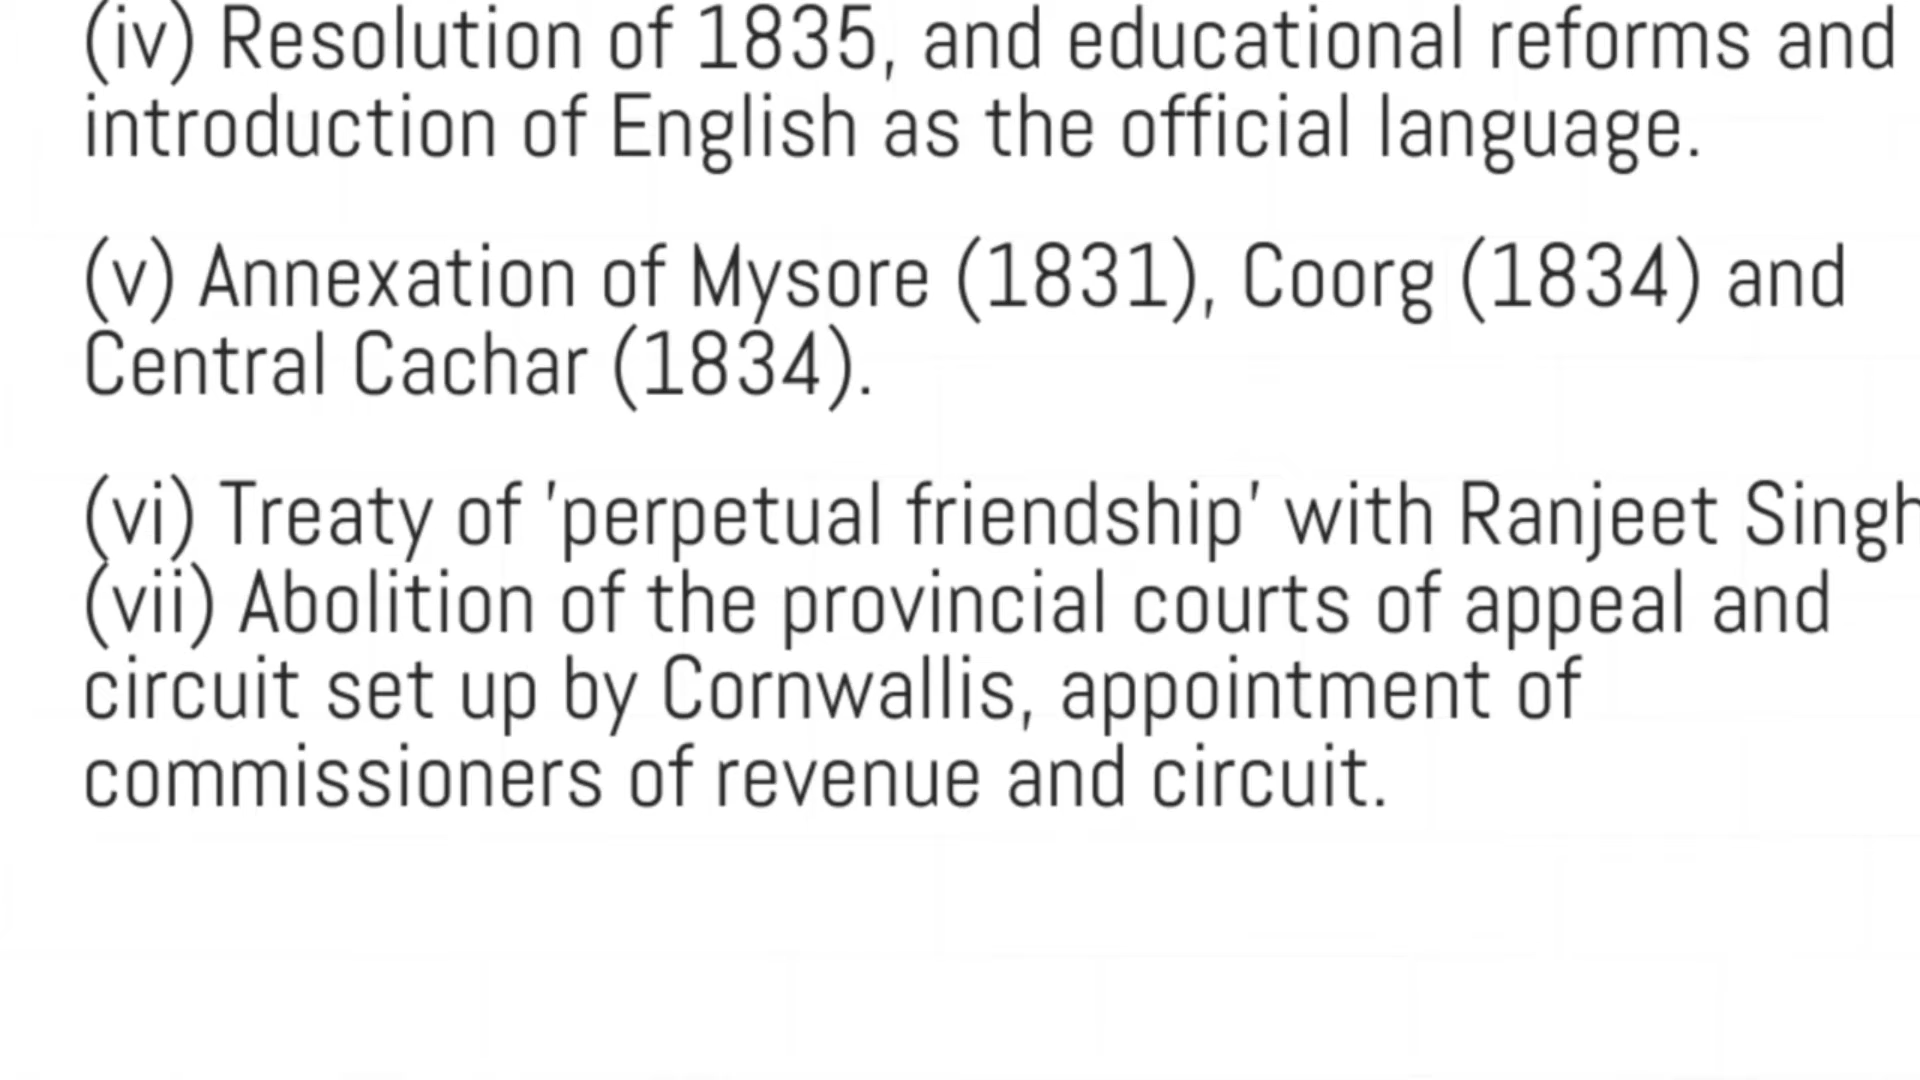 (iv) Resolution of 1835, and educational reforms and
introduction of English as the official language.
(v) Annexation of Mysore (1831), Coorg (1834) and
Central Cachar (1834).
(vi) Treaty of 'perpetual friendship' with Ranjeet Singh
(vii) Abolition of the provincial courts of appeal and
circuit set up by Cornwallis, appointment of
commissioners of revenue and circuit.